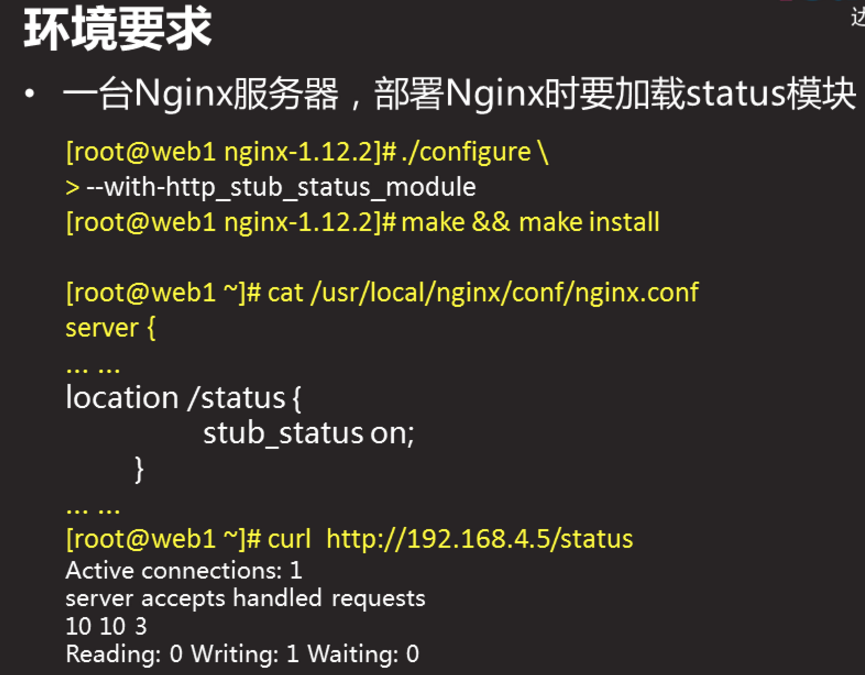 环境要求
• 一台Nginx服务器，部署Nginx时要加载status模块
[root@web1 nginx-1.12.2]# ./configure \
> --with-http_stub_status_module
[root@web1 nginx-1.12.2]# make && make install
[root@web1 ~]# cat /usr/local/nginx/conf/nginx.conf
server {
... ...
location /status {
stub_status on;
}
... ...
[root@web1 ~]# curl http://192.168.4.5/status
Active connections: 1
server accepts handled requests
10 10 3
Reading: 0 Writing: 1 Waiting: 0